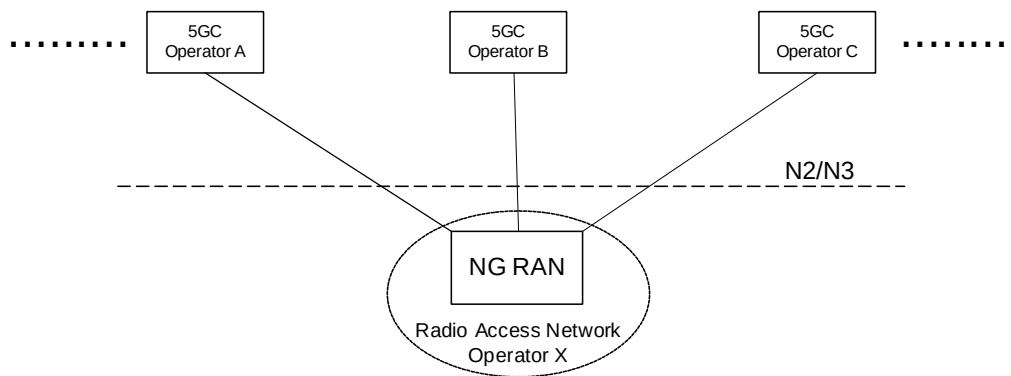 5GC
Operator A
5GC
Operator B
5GC
Operator C
N2/N3
NG RAN
Radio Access Network
Operator X